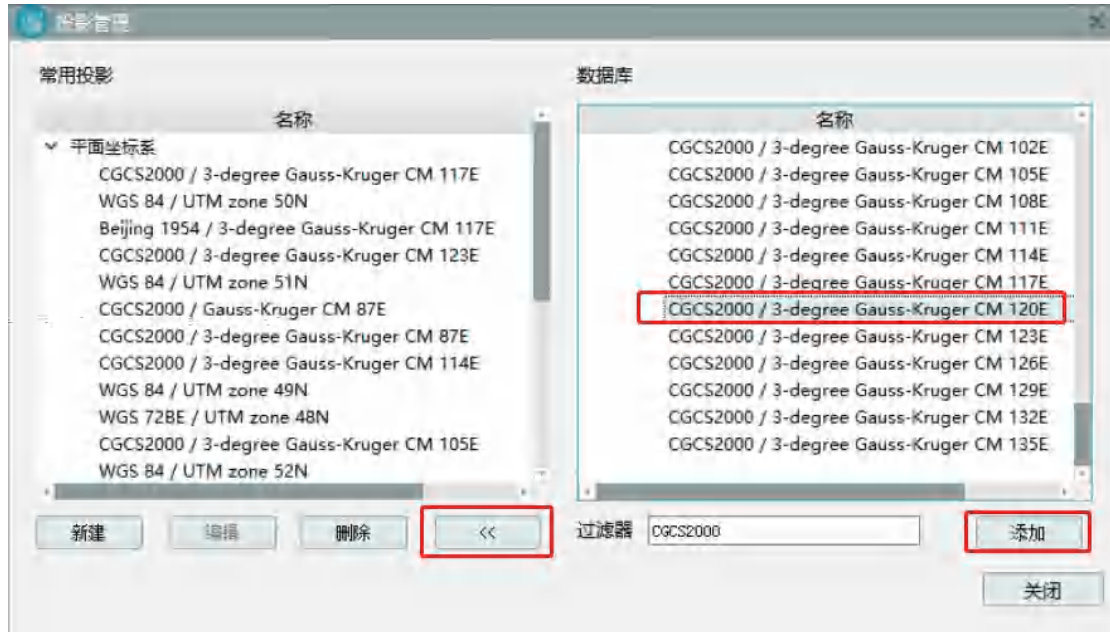 投影管理
常用投影
名称
平面坐标系
CGCS2000 / 3-degree Gauss-Kruger CM 117E
WGS 84 / UTM zone 50N
Beijing 1954 / 3-degree Gauss-Kruger CM 117E
CGCS2000 / 3-degree Gauss-Kruger CM 123E
WGS 84 / UTM zone 51N
CGCS2000 / Gauss-Kruger CM 87E
CGCS2000 / 3-degree Gauss-Kruger CM 87E
CGCS2000 / 3-degree Gauss-Kruger CM 114E
WGS 84 / UTM zone 49N
WGS 72BE / UTM zone 48N
CGCS2000 / 3-degree Gauss-Kruger CM 105E
WGS 84 / UTM zone 52N
新建
编辑
删除
<<
数据库
名称
CGCS2000 / 3-degree Gauss-Kruger CM 102E
CGCS2000 / 3-degree Gauss-Kruger CM 105E
CGCS2000 / 3-degree Gauss-Kruger CM 108E
CGCS2000 / 3-degree Gauss-Kruger CM 111E
CGCS2000 / 3-degree Gauss-Kruger CM 114E
CGCS2000 / 3-degree Gauss-Kruger CM 117E
CGCS2000 / 3-degree Gauss-Kruger CM 120E
CGCS2000 / 3-degree Gauss-Kruger CM 123E
CGCS2000 / 3-degree Gauss-Kruger CM 126E
CGCS2000 / 3-degree Gauss-Kruger CM 129E
CGCS2000 / 3-degree Gauss-Kruger CM 132E
CGCS2000 / 3-degree Gauss-Kruger CM 135E
过滤器 CGCS2000
添加
关闭